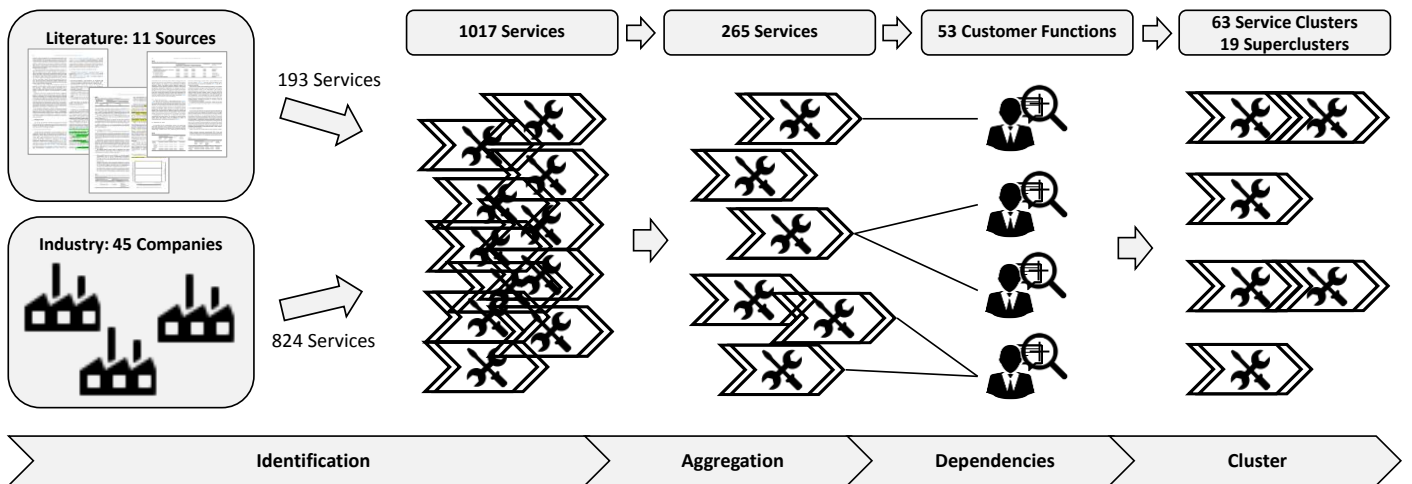 Literature: 11 Sources
193 Services
Industry: 45 Companies
824 Services
1017 Services
265 Services
53 Customer Functions
63 Service Clusters
19 Superclusters
Identification
Aggregation
Dependencies
Cluster